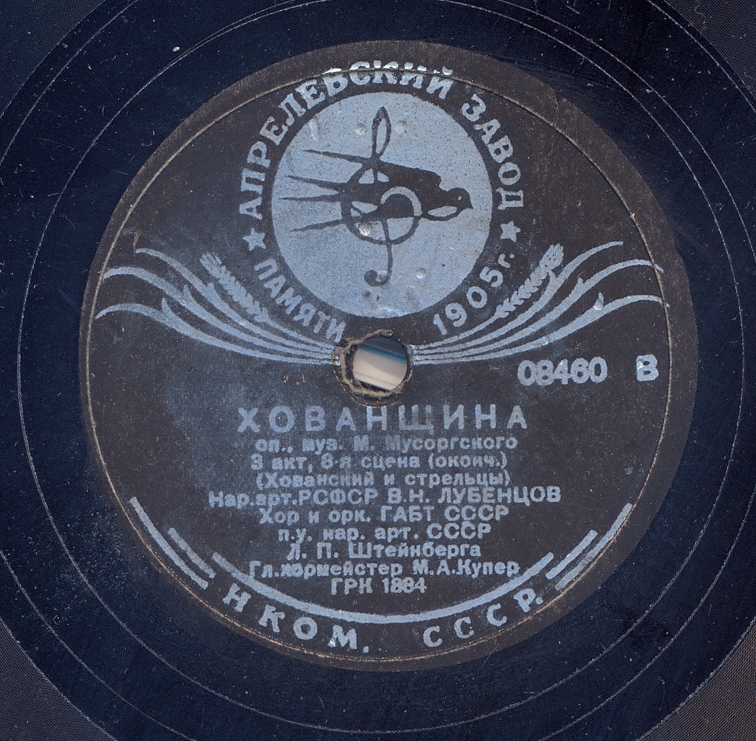 АПРЕЛЕВСКИЙ ЗАВОД
ПАМЯТИ 1905 г.
08460 В
ХОВАНЩИНА
оп., муз. М. Мусоргского
3 акт, 8-я сцена (оконч.)
(Хованский и стрельцы)
Нар.арт.РСФСР В.Н. ЛУБЕНЦОВ
Хор и орк. ГАБТ СССР
п.у. нар. арт. СССР
Л. П. Штейнберга
Гл.хормейстер М.А.Купер
ГРК 1884
НКОМ. СССР.